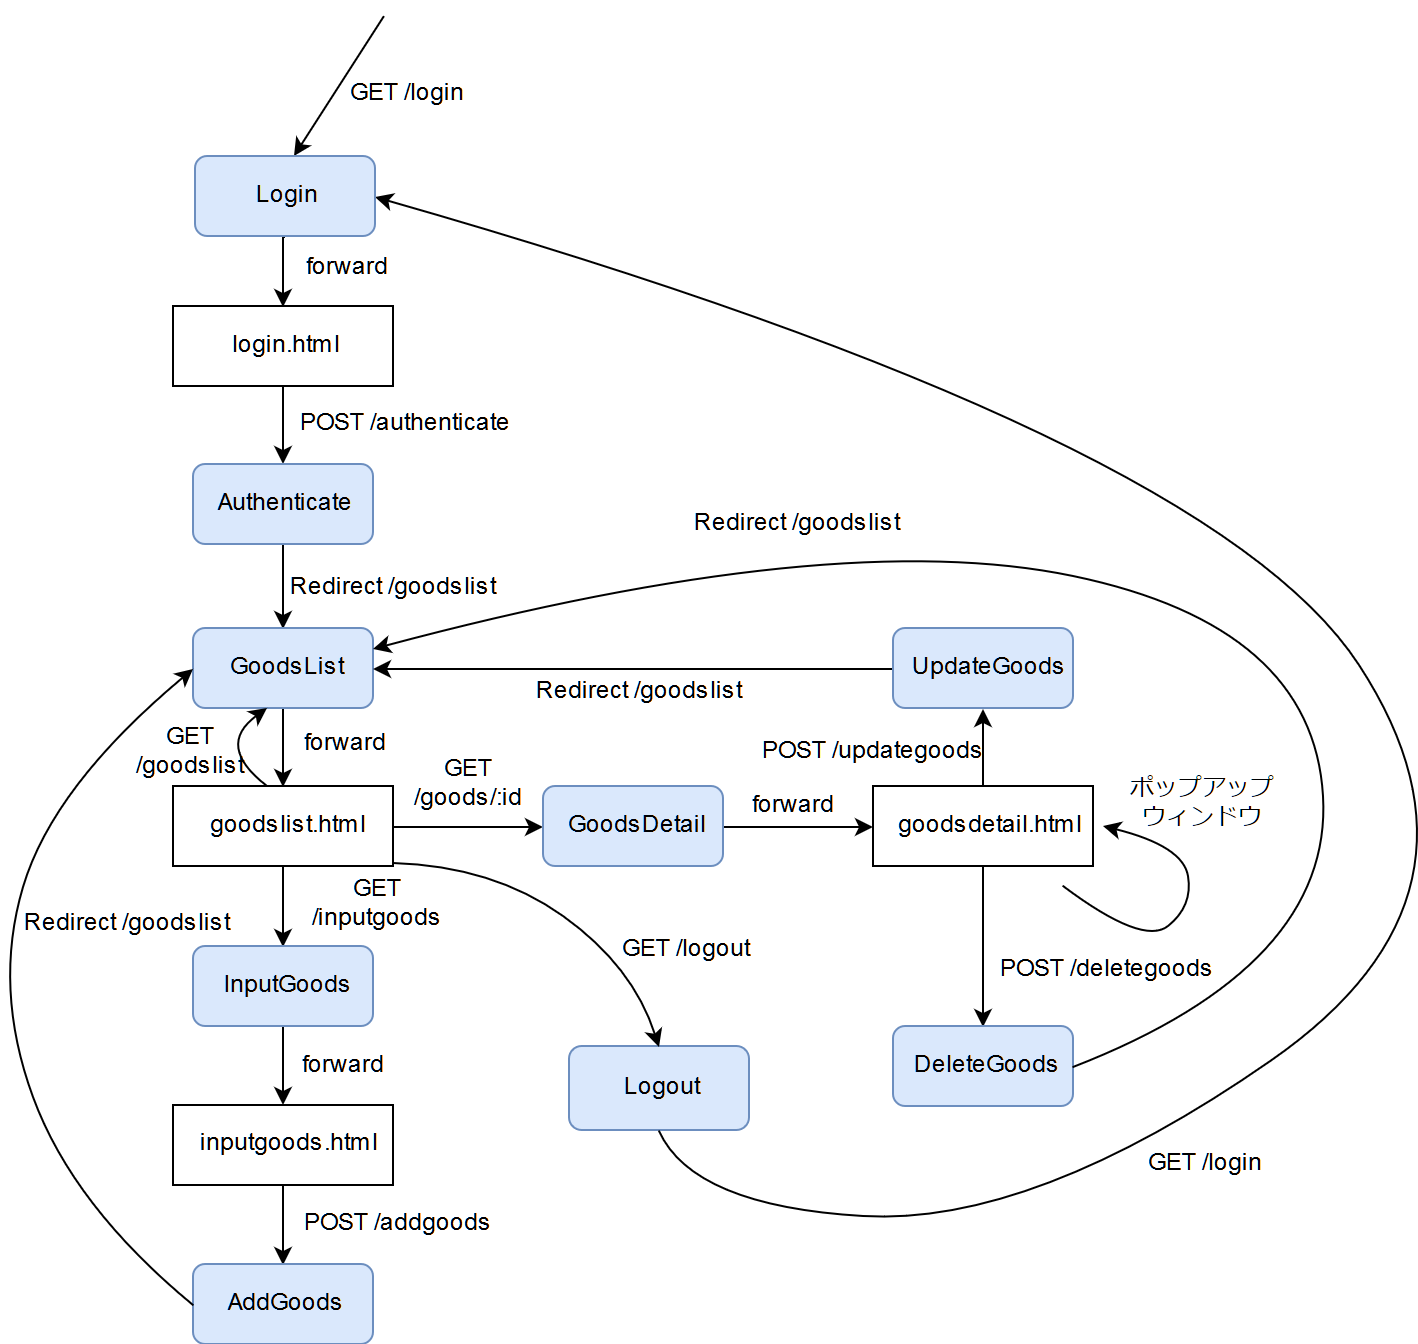 GET /login
Login
forward
login.html
POST /authenticate
Authenticate
Redirect /goodslist
Redirect /goodslist
GoodsList
UpdateGoods
Redirect /goodslist
GET
/goodslist
forward
POST /updategoods
GET
/goods/:id
forward
ポップアップ
ウィンドウ
goodslist.html
GoodsDetail
goodsdetail.html
GET
/inputgoods
Redirect /goodslist
GET /logout
POST /deletegoods
InputGoods
forward
DeleteGoods
Logout
inputgoods.html
GET /login
POST /addgoods
AddGoods